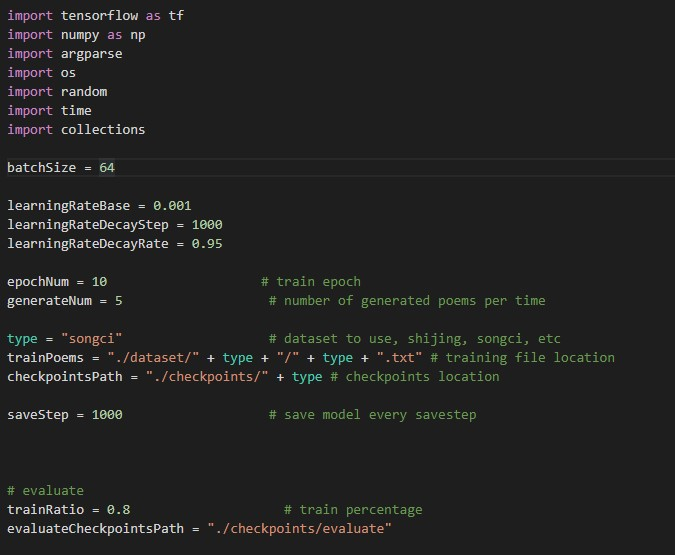 import tensorflow as tf
import numpy as np
import argparse
import os
import random
import time
import collections
batchSize = 64
learningRateBase = 0.001
learningRateDecayStep = 1000
learningRateDecayRate = 0.95
epochNum = 10                    # train epoch
generateNum = 5                   # number of generated poems per time
type = "songci"                   # dataset to use, shijing, songci, etc
trainPoems = "./dataset/" + type + "/" + type + ".txt" # training file location
checkpointsPath = "./checkpoints/" + type # checkpoints location
saveStep = 1000                   # save model every savestep
# evaluate
trainRatio = 0.8                    # train percentage
evaluateCheckpointsPath = "./checkpoints/evaluate"